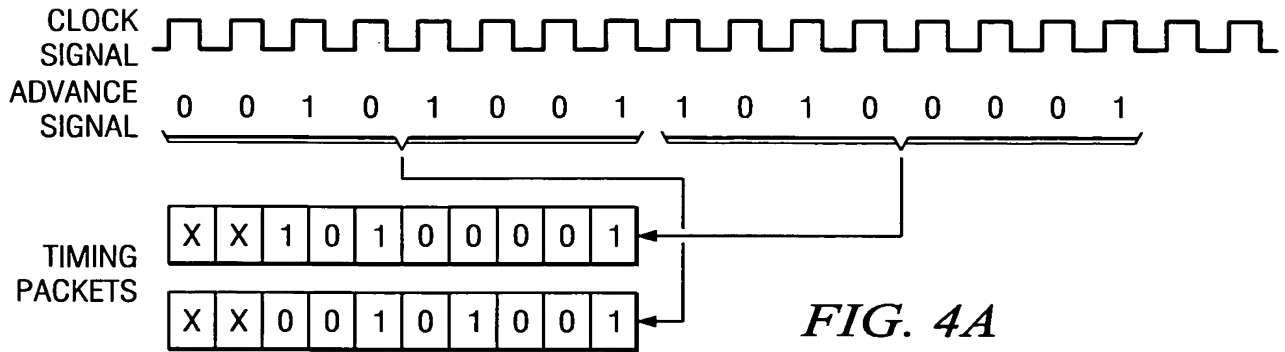 CLOCK
SIGNAL
ADVANCE
SIGNAL
0 0 1 0 1 0 0 1 1 0 1 0 0 0 0 1
TIMING
PACKETS
X X 1 0 1 0 0 0 0 1
X X 0 0 1 0 1 0 0 1
FIG. 4A